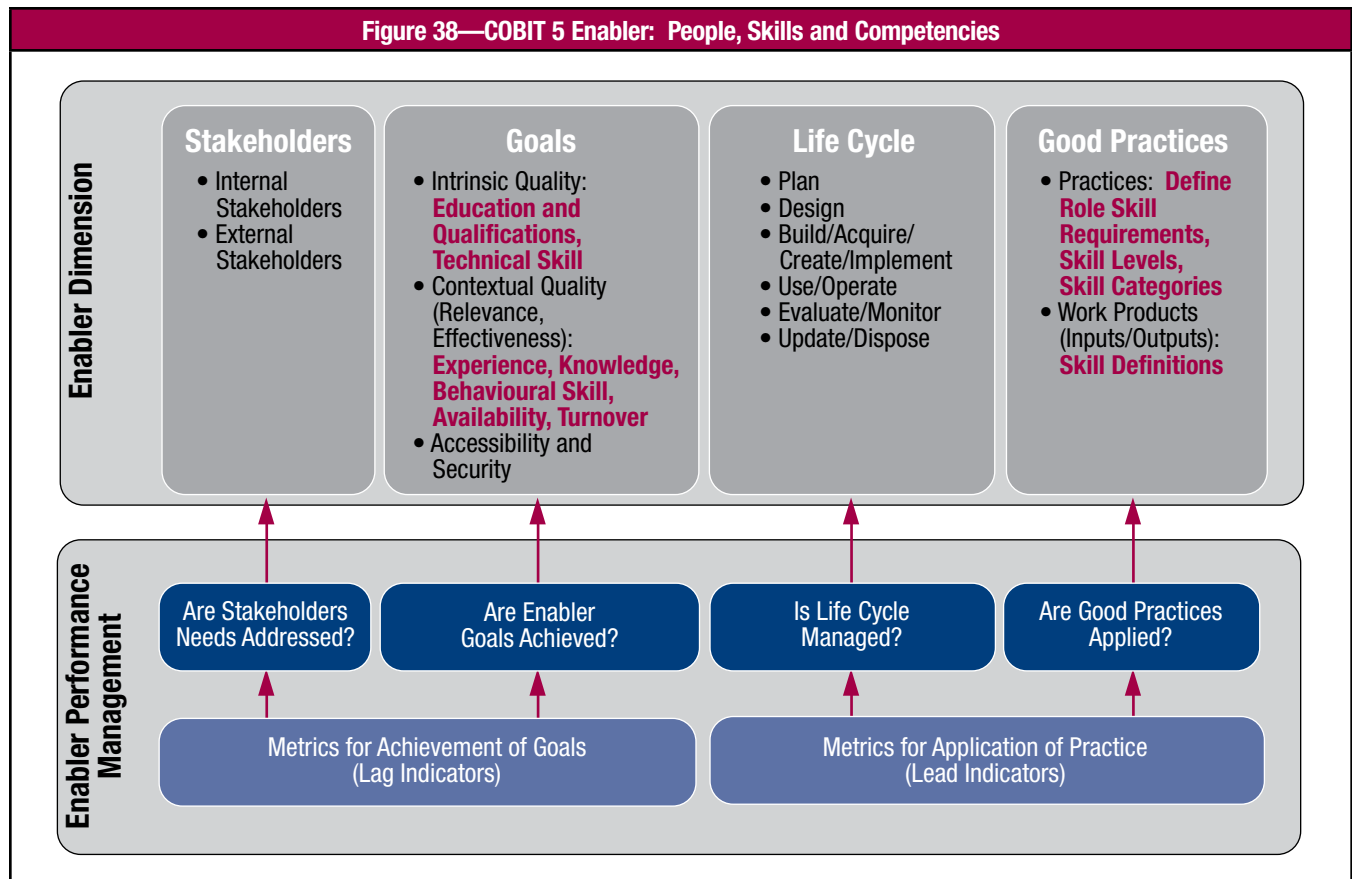 Figure 38—COBIT 5 Enabler: People, Skills and Competencies
Enabler Dimension
Stakeholders
• Internal
Stakeholders
• External
Stakeholders
Goals
• Intrinsic Quality:
Education and
Qualifications,
Technical Skill
• Contextual Quality
(Relevance,
Effectiveness):
Experience, Knowledge,
Behavioural Skill,
Availability, Turnover
• Accessibility and
Security
Life Cycle
• Plan
• Design
• Build/Acquire/
Create/Implement
• Use/Operate
• Evaluate/Monitor
• Update/Dispose
Good Practices
• Practices: Define
Role Skill
Requirements,
Skill Levels,
Skill Categories
• Work Products
(Inputs/Outputs):
Skill Definitions
Enabler Performance
Management
Are Stakeholders
Needs Addressed?
Are Enabler
Goals Achieved?
Is Life Cycle
Managed?
Are Good Practices
Applied?
Metrics for Achievement of Goals
(Lag Indicators)
Metrics for Application of Practice
(Lead Indicators)